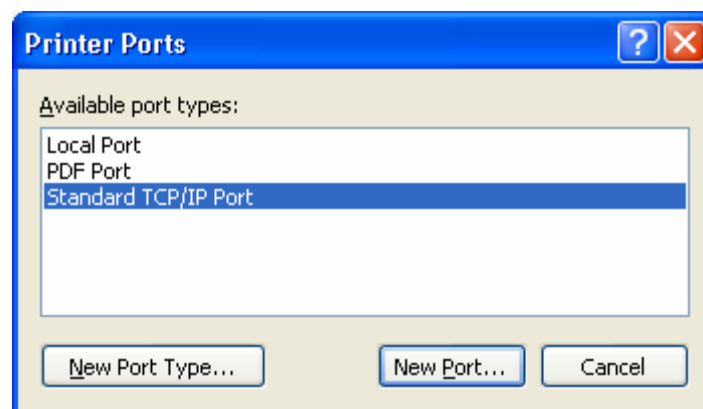 Printer Ports
Available port types:
Local Port
PDF Port
Standard TCP/IP Port
New Port Type... New Port... Cancel